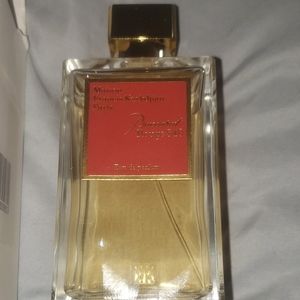 Maison
Francis Kurkdjian
Paris
Baccarat
Rouge 540
Eau de parfum